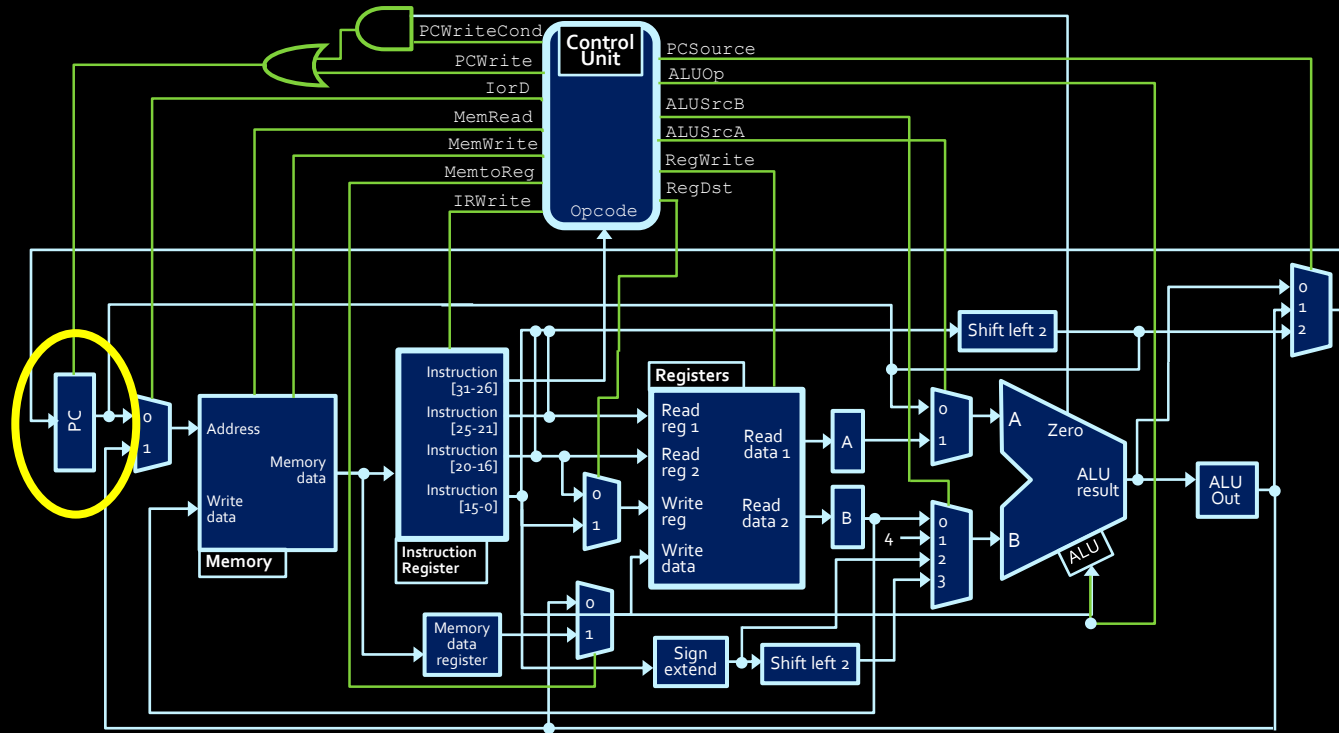 PCWriteCond
PCWrite
IorD
MemRead
MemWrite
MemtoReg
IRWrite
Control
Unit
Opcode
PCSource
ALUOp
ALUSrcB
ALUSrcA
RegWrite
RegDst
PC
0
1
Address
Memory
data
Write
data
Memory
Instruction
[31-26]
Instruction
[25-21]
Instruction
[20-16]
Instruction
[15-0]
Instruction
Register
Memory
data
register
0
1
0
1
Registers
Read
reg 1
Read
reg 2
Write
reg
Write
data
Read
data 1
Read
data 2
Sign
extend
Shift left 2
A
B
Shift left 2
0
1
4
0
1
2
3
A
B
Zero
ALU
result
ALU
ALU
Out
0
1
2